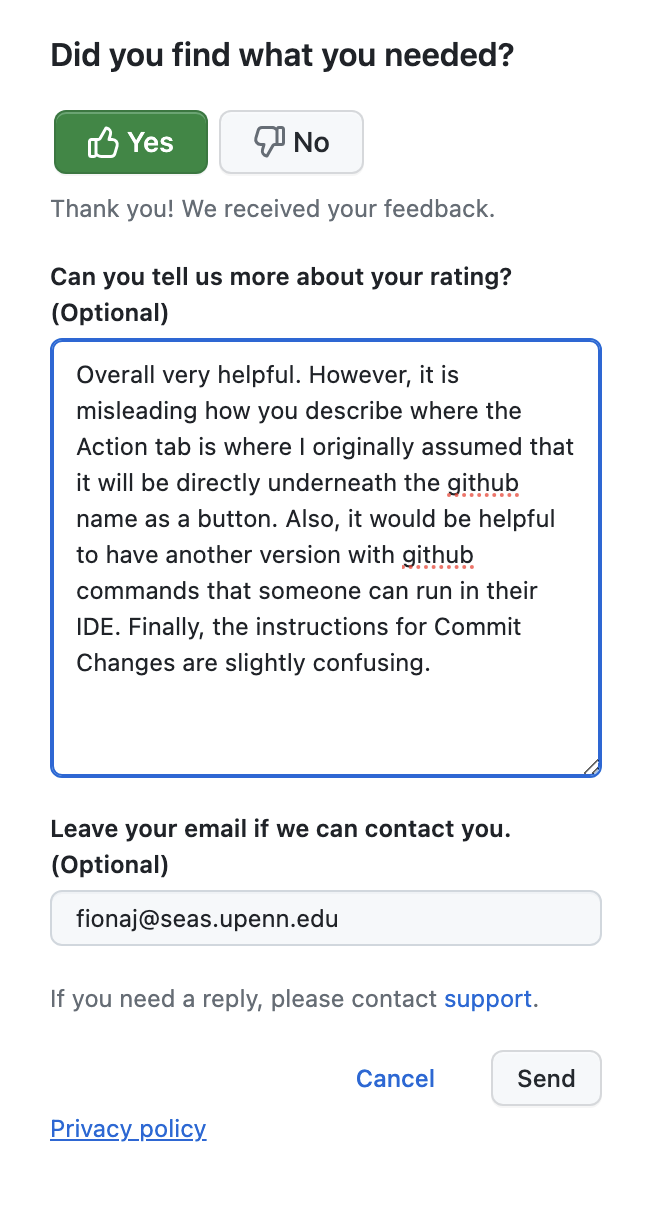 Did you find what you needed?
Yes
No
Thank you! We received your feedback.
Can you tell us more about your rating?
(Optional)
Overall very helpful. However, it is
misleading how you describe where the
Action tab is where I originally assumed that
it will be directly underneath the github
name as a button. Also, it would be helpful
to have another version with github
commands that someone can run in their
IDE. Finally, the instructions for Commit
Changes are slightly confusing.
Leave your email if we can contact you.
(Optional)
fionaj@seas.upenn.edu
If you need a reply, please contact support.
Cancel
Send
Privacy policy